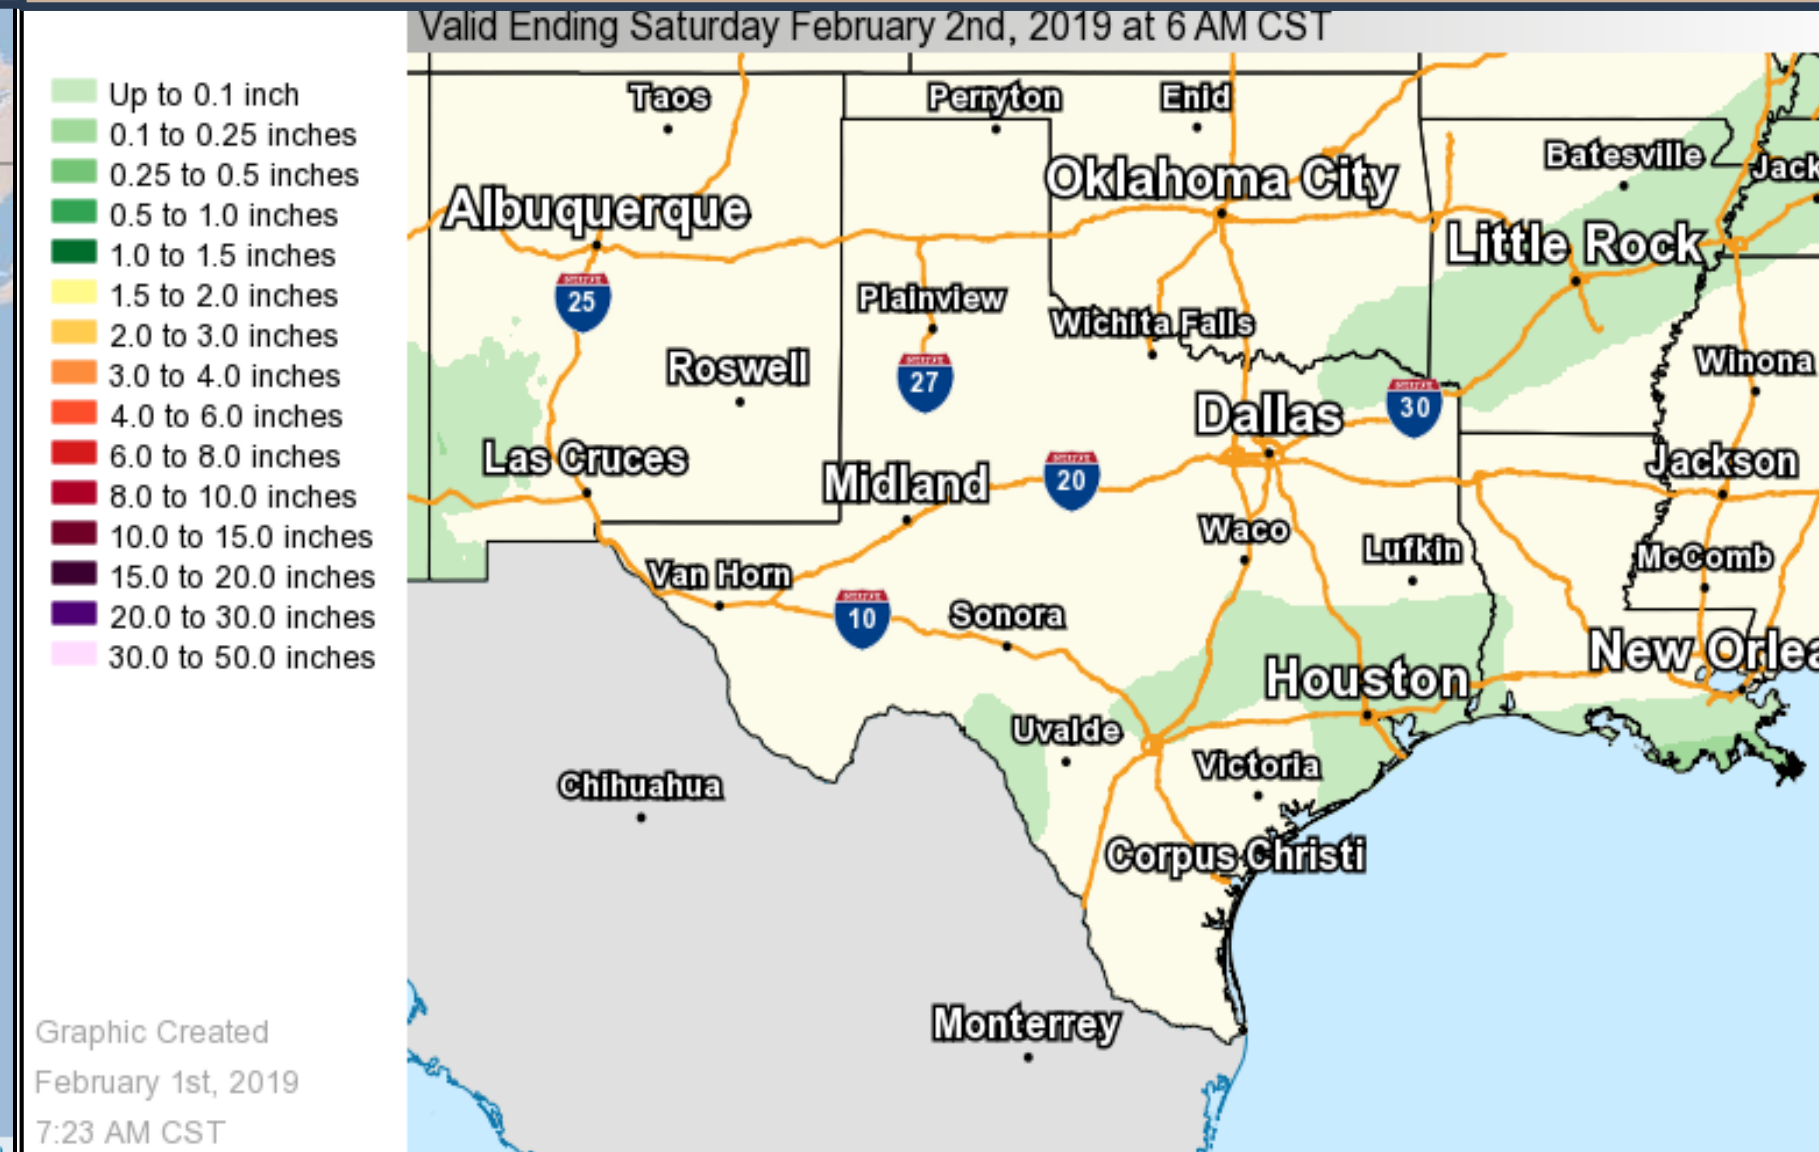 Valid Ending Saturday February 2nd, 2019 at 6 AM CST
Up to 0.1 inch
0.1 to 0.25 inches
0.25 to 0.5 inches
0.5 to 1.0 inches
1.0 to 1.5 inches
1.5 to 2.0 inches
2.0 to 3.0 inches
3.0 to 4.0 inches
4.0 to 6.0 inches
6.0 to 8.0 inches
8.0 to 10.0 inches
10.0 to 15.0 inches
15.0 to 20.0 inches
20.0 to 30.0 inches
30.0 to 50.0 inches
Graphic Created
February 1st, 2019
7:23 AM CST
Taos
Perryton
Enid
Batesville
Jack
Oklahoma City
Albuquerque
Little Rock
25
Plainview
Wichita Falls
Roswell
27
Winona
30
Dallas
Las Cruces
Midland
20
Jackson
Waco
Lufkin
McComb
Van Horn
10
Sonora
New Orlea
Houston
Uvalde
Victoria
Chihuahua
Corpus Christi
Monterrey